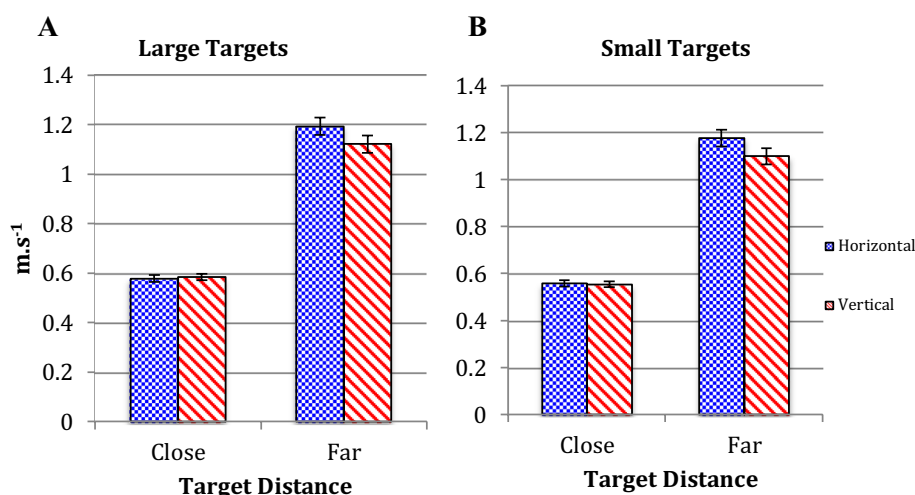 A
Large Targets
m.s-1
1.4
1.2
1
0.8
0.6
0.4
0.2
0
Close Far
Target Distance
B
Small Targets
1.4
1.2
1
0.8
0.6
0.4
0.2
0
Close Far
Target Distance
Horizontal
Vertical